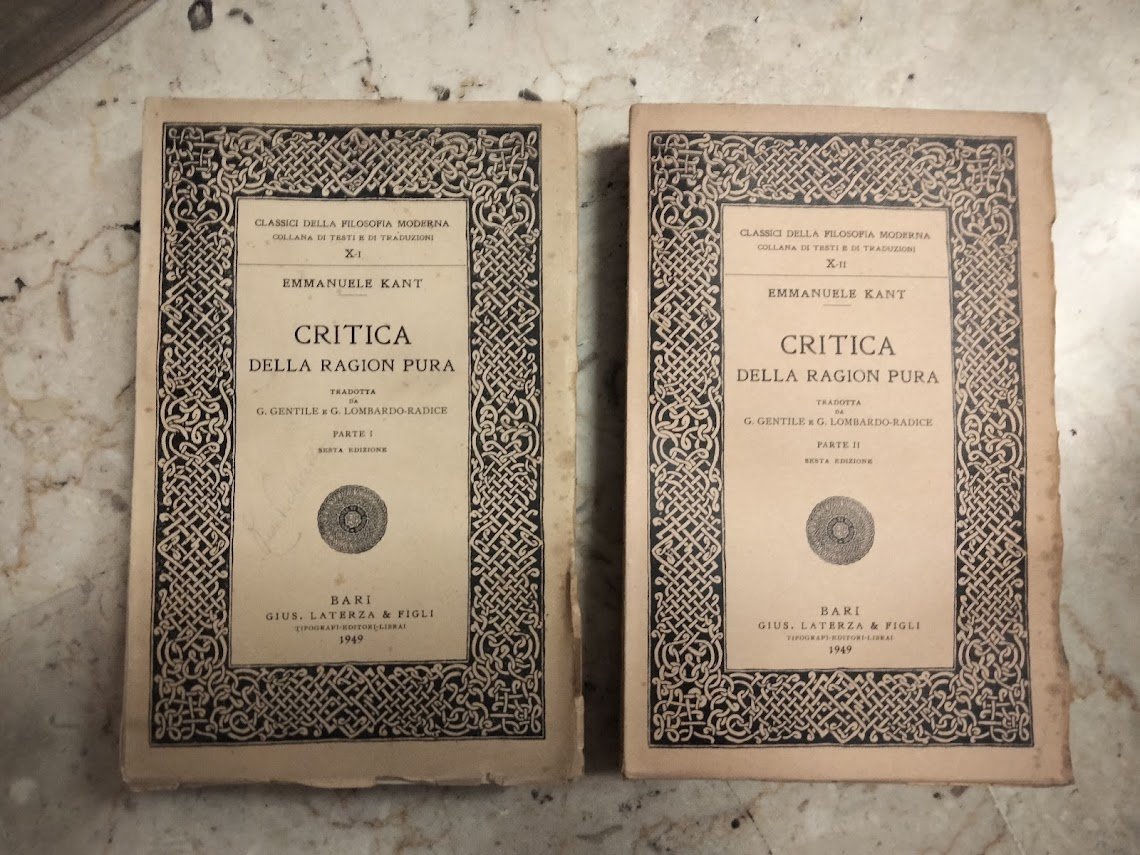 CLASSICI DELLA FILOSOFIA MODERNA
COLLANA DI TESTI E DI TRADUZIONI
X-I
EMMANUELE KANT
CRITICA
DELLA RAGION PURA
TRADOTTA
DA
G. GENTILE E G. LOMBARDO-RADICE
PARTE I
SESTA EDIZIONE
BARI
GIUS. LATERZA & FIGLI
TIPOGRAFI-EDITORI-LIBRAI
1949
CLASSICI DELLA FILOSOFIA MODERNA
COLLANA DI TESTI E DI TRADUZIONI
X-II
EMMANUELE KANT
CRITICA
DELLA RAGION PURA
TRADOTTA
DA
G. GENTILE E G. LOMBARDO-RADICE
PARTE II
SESTA EDIZIONE
BARI
GIUS. LATERZA & FIGLI
TIPOGRAFI-EDITORI-LIBRAI
1949